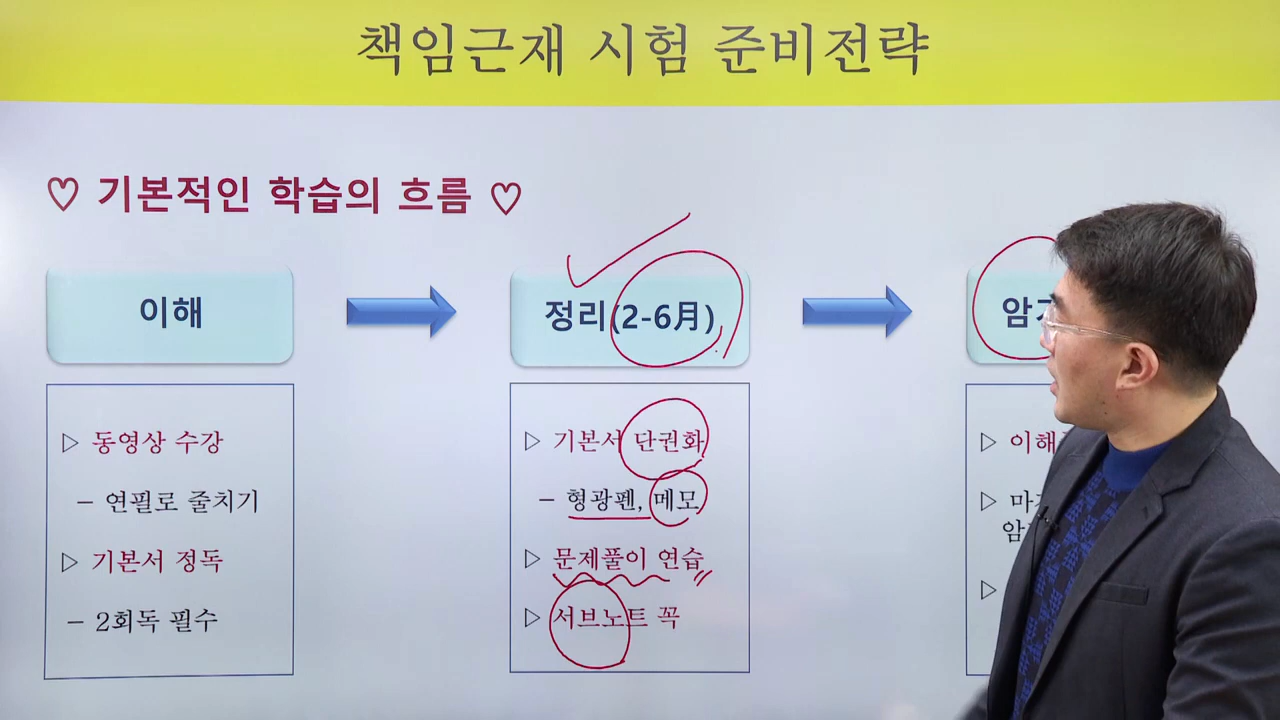 책임근재 시험 준비전략
♡ 기본적인 학습의 흐름 ♡
이해
▷ 동영상 수강
– 연필로 줄치기
▷ 기본서 정독
– 2회독 필수
정리(2-6月)
▷ 기본서 단권화
– 형광펜, 메모
▷ 문제풀이 연습
▷ 서브노트 꼭
▷ 이해
▷
▷